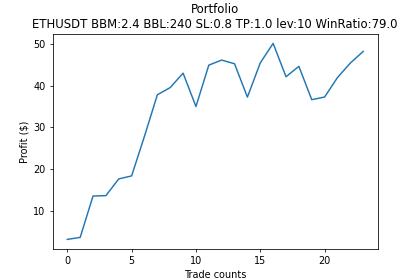 Portfolio
ETHUSDT BBM:2.4 BBL:240 SL:0.8 TP:1.0 lev:10 WinRatio:79.0
50
40
30
20
10
Profit ($)
0 5 10 15 20
Trade counts